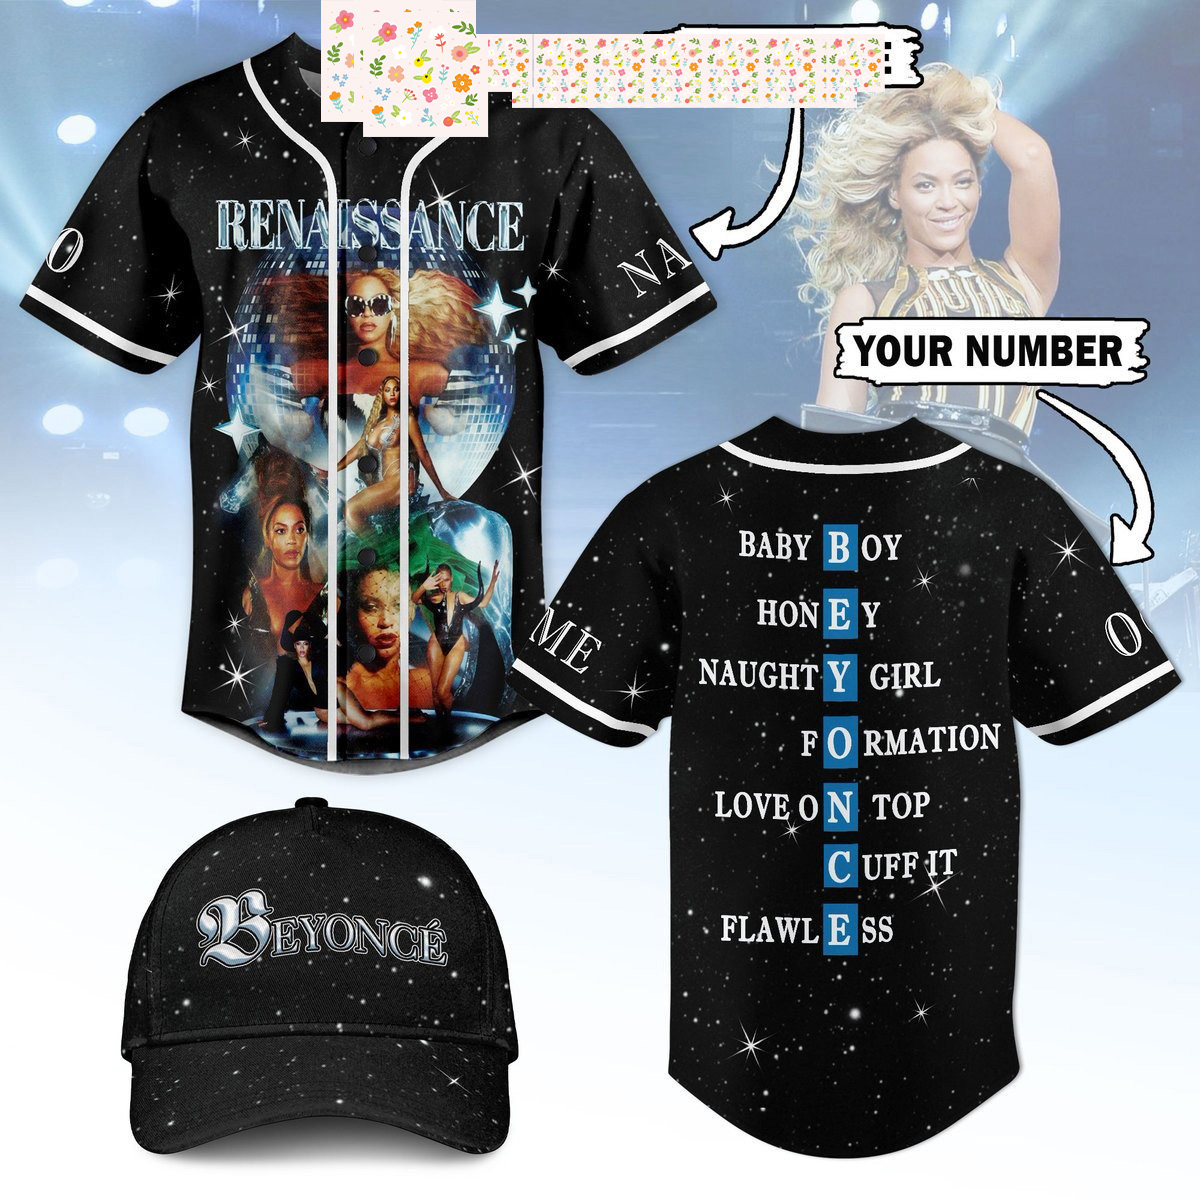 RENAISSANCE
NA
YOUR NUMBER
BABY BOY
HONEY
NAUGHTY GIRL
FORMATION
LOVE ON TOP
CUFF IT
FLAWLESS
ME
BEYONCÉ